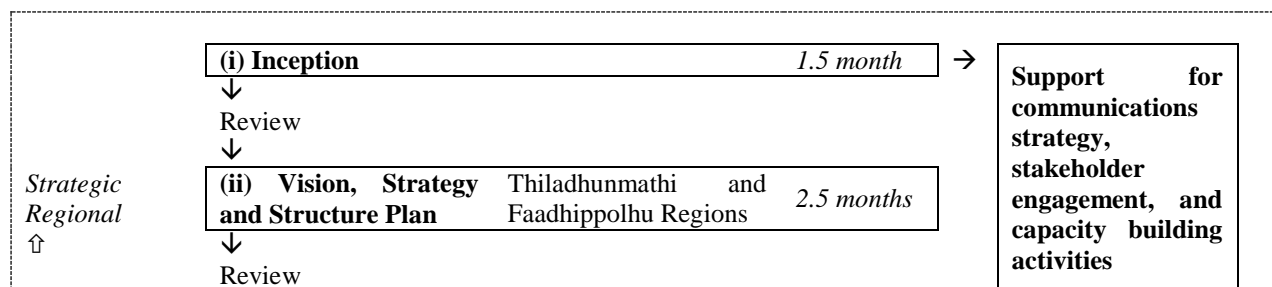 (i) Inception 1.5 month →
↓
Review
↓
Strategic
Regional
⇧
(ii) Vision, Strategy
and Structure Plan
Thiladhunmathi and
Faadhippolhu Regions
2.5 months
↓
Review
Support for
communications
strategy,
stakeholder
engagement, and
capacity building
activities